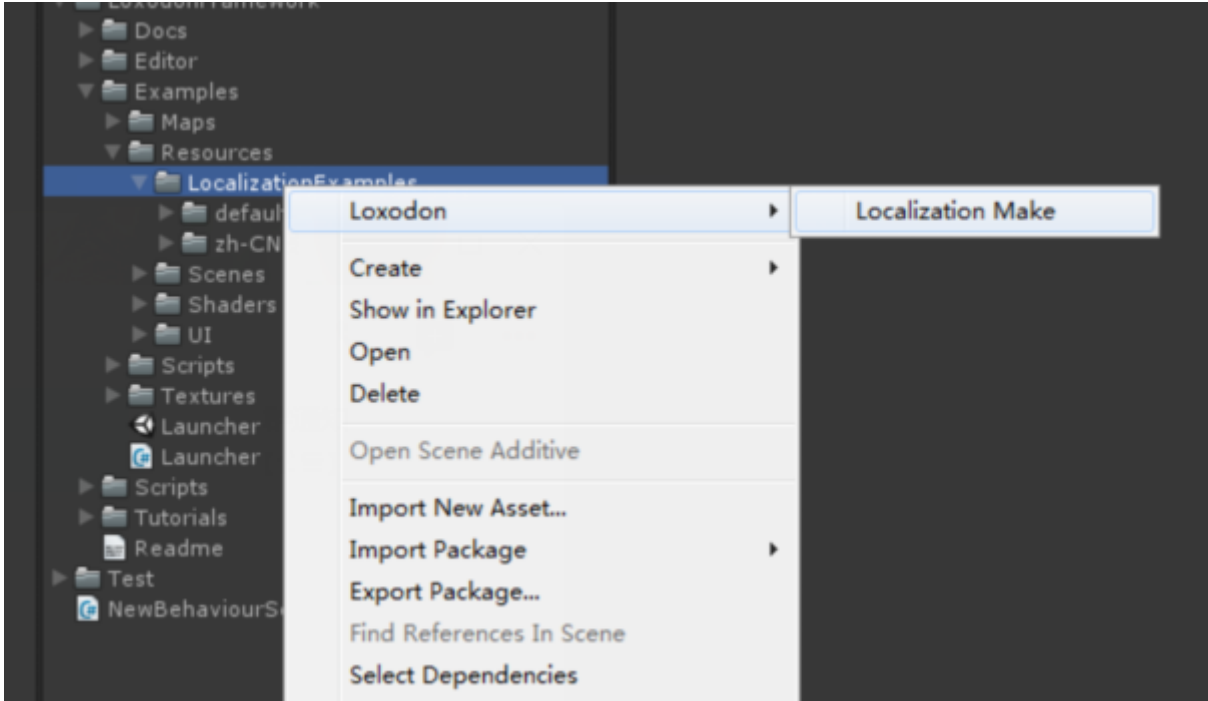 LoxodonFramework
Docs
Editor
Examples
Maps
Resources
LocalizationExamples
default
Loxodon
Localization Make
zh-CN
Create
Scenes
Shaders
Show in Explorer
UI
Open
Scripts
Textures
Delete
Launcher
Open Scene Additive
Launcher
Scripts
Import New Asset...
Tutorials
Import Package
Readme
Test
Export Package...
NewBehaviourS
Find References In Scene
Select Dependencies